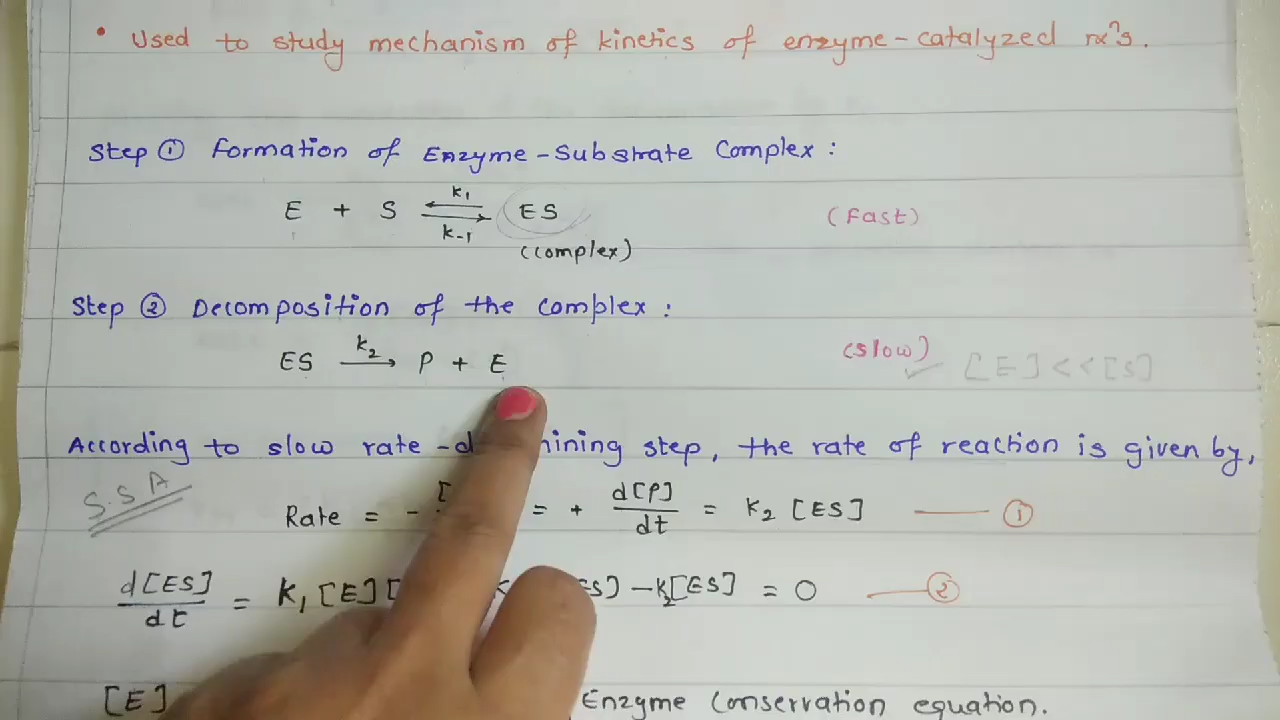 • Used to study mechanism of kinetics of enzyme-catalyzed rxⁿs.
Step ① Formation of Enzyme-Substrate Complex:
E + S ⇌ ES (Fast)
k₁
k₋₁
(complex)
Step ② Decomposition of the complex:
ES —k₂→ P + E (slow) ✓ [E]<<[S]
According to slow rate-d mining step, the rate of reaction is given by,
S.S.A
Rate = - = + d[P]/dt = k₂ [ES] —— ①
d[ES]/dt = K₁[E][ ES] - K₂[ES] = 0 —— ②
[E] Enzyme Conservation equation.